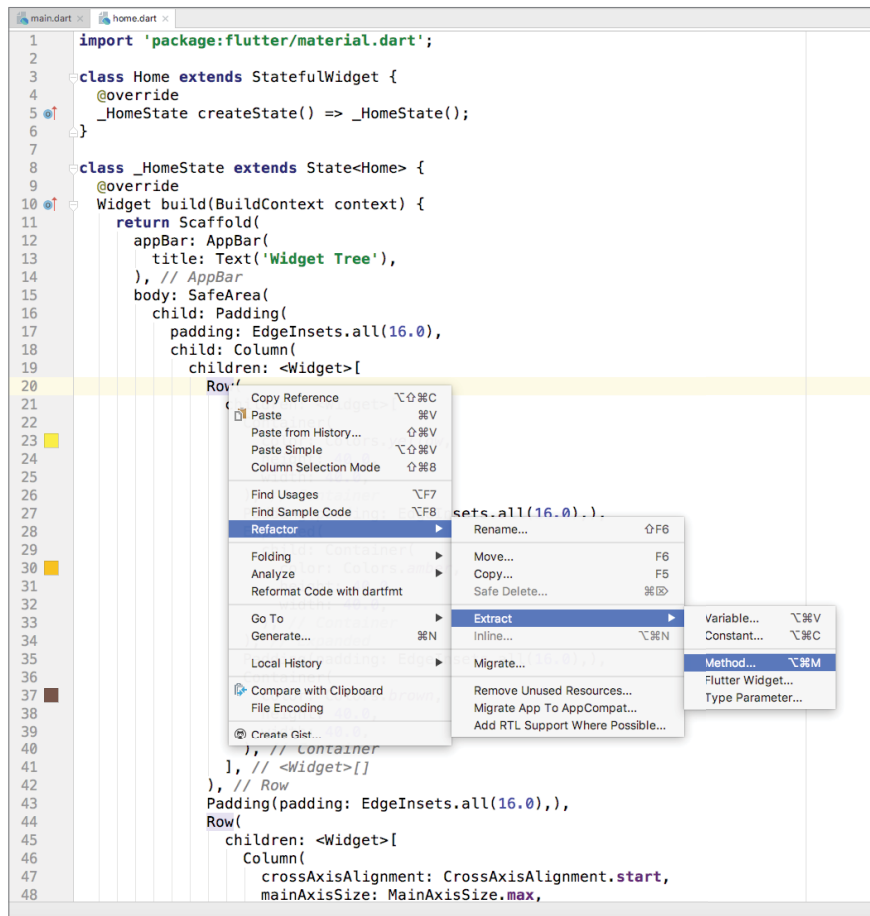 main.dart × home.dart ×
1 import 'package:flutter/material.dart';
2
3 class Home extends StatefulWidget {
4 @override
5 _HomeState createState() => _HomeState();
6 }
7
8 class _HomeState extends State<Home> {
9 @override
10 Widget build(BuildContext context) {
11 return Scaffold(
12 appBar: AppBar(
13 title: Text('Widget Tree'),
14 ), // AppBar
15 body: SafeArea(
16 child: Padding(
17 padding: EdgeInsets.all(16.0),
18 child: Column(
19 children: <Widget>[
20 Row(
21
22
23
24
25
26
27 sets.all(16.0),),
28
29
30
31
32
33
34
35
36
37
38
39
40 ), // Container
41 ], // <Widget>[]
42 ), // Row
43 Padding(padding: EdgeInsets.all(16.0),),
44 Row(
45 children: <Widget>[
46 Column(
47 crossAxisAlignment: CrossAxisAlignment.start,
48 mainAxisSize: MainAxisSize.max,
Copy Reference ⌥⇧⌘C
Paste ⌘V
Paste from History... ⇧⌘V
Paste Simple ⌥⇧⌘V
Column Selection Mode ⇧⌘8
Find Usages ⌥F7
Find Sample Code ⌥F8
Refactor ▶
Folding ▶
Analyze ▶
Reformat Code with dartfmt
Go To ▶
Generate... ⌘N
Local History ▶
Compare with Clipboard
File Encoding
Create Gist...
Rename... ⇧F6
Move... F6
Copy... F5
Safe Delete... ⌘⌦
Extract ▶
Inline... ⌥⌘N
Migrate...
Remove Unused Resources...
Migrate App To AppCompat...
Add RTL Support Where Possible...
Variable... ⌥⌘V
Constant... ⌥⌘C
Method... ⌥⌘M
Flutter Widget...
Type Parameter...